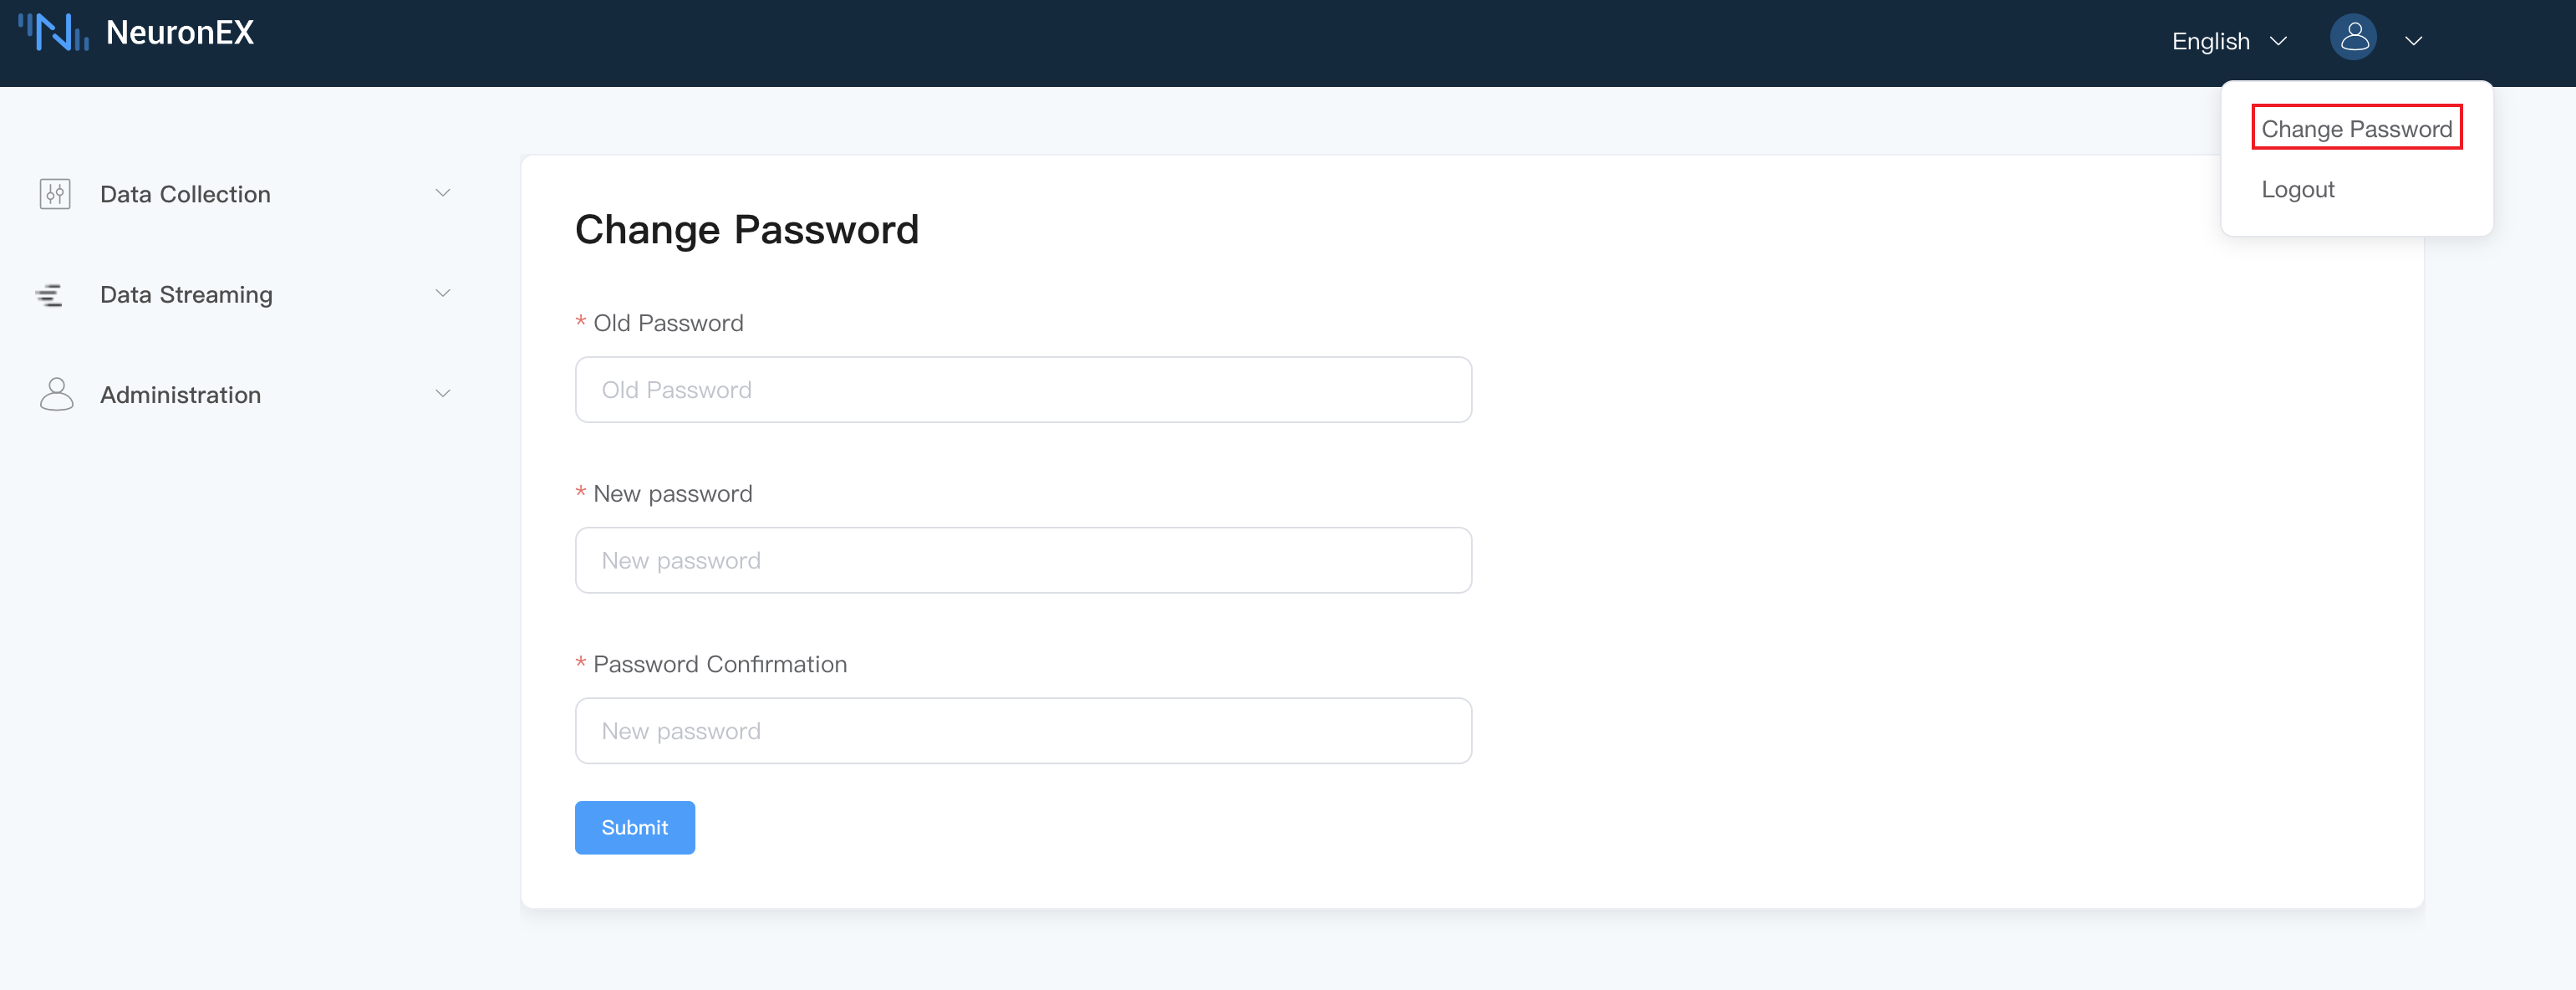 NeuronEX
English
Change Password
Logout
Data Collection
Data Streaming
Administration
Change Password
* Old Password
Old Password
* New password
New password
* Password Confirmation
New password
Submit